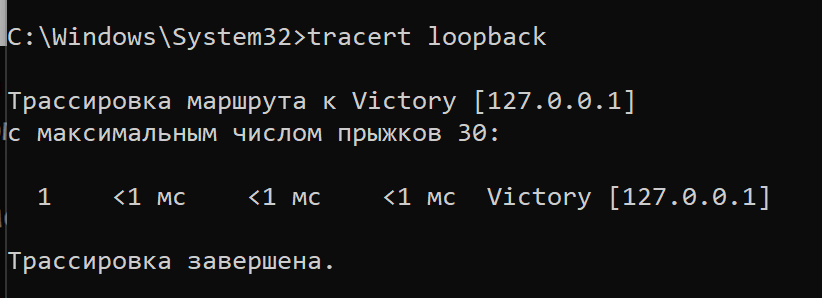 C:\Windows\System32>tracert loopback
Трассировка маршрута к Victory [127.0.0.1]
с максимальным числом прыжков 30:
1 <1 мс <1 мс <1 мс Victory [127.0.0.1]
Трассировка завершена.